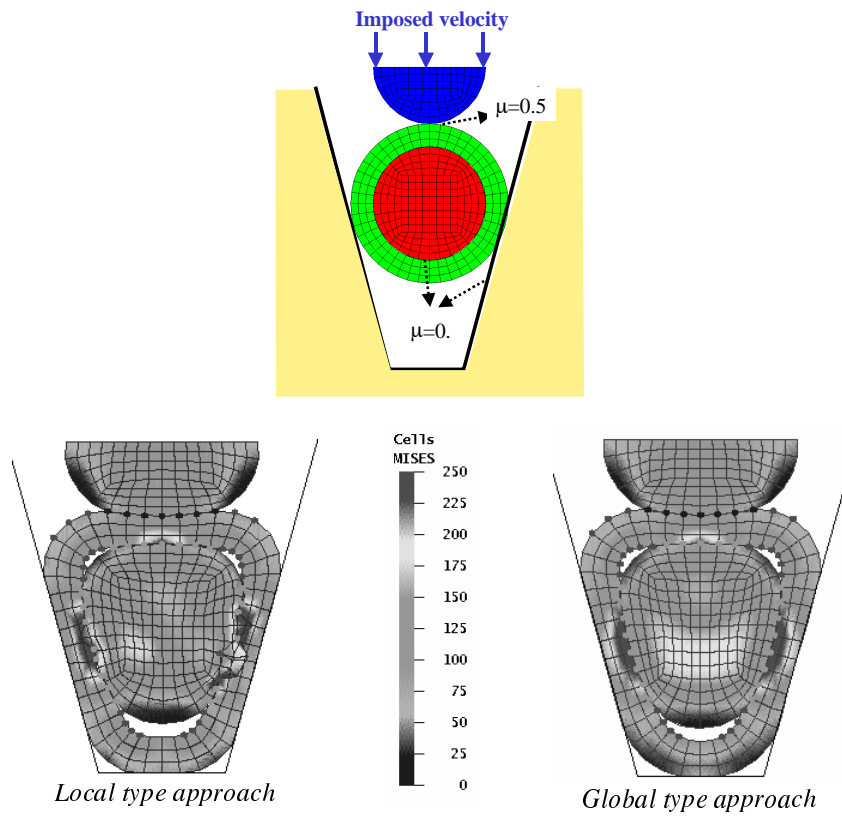 Imposed velocity
μ=0.5
μ=0.
Cells
MISES
250
225
200
175
150
125
100
75
50
25
0
Local type approach
Global type approach